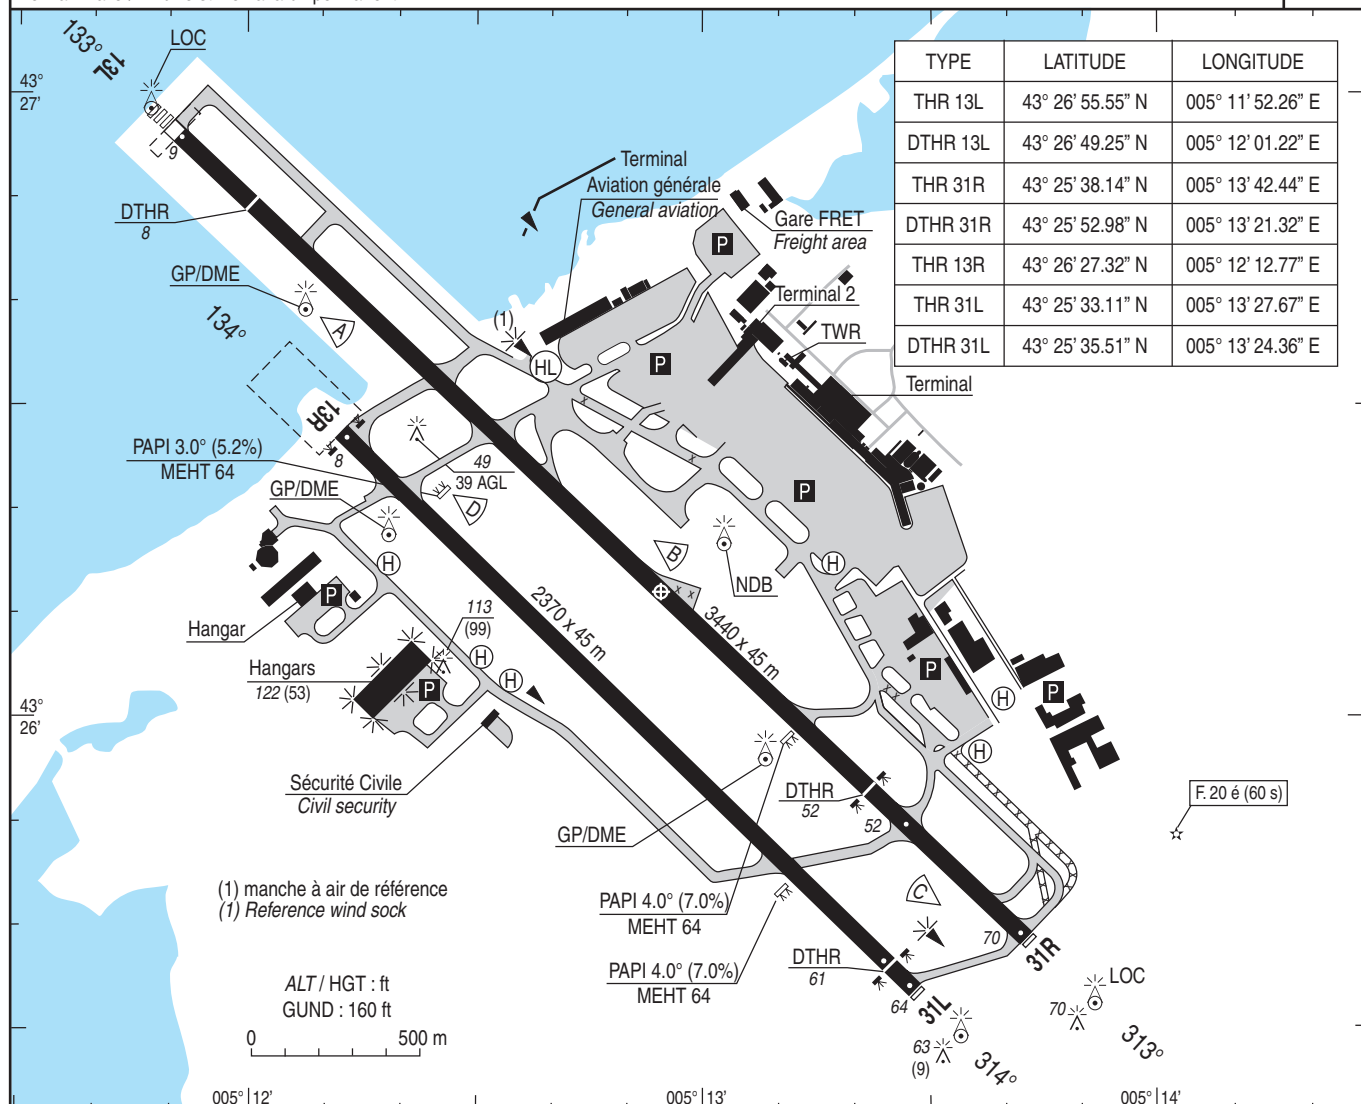 133°
13L
LOC
43°
27'
9
DTHR
8
GP/DME
A
134°
13R
8
PAPI 3.0° (5.2%)
MEHT 64
GP/DME
49
39 AGL
D
Terminal
Aviation générale
General aviation
(1)
HL
P
Gare FRET
Freight area
Terminal 2
TWR
Terminal
P
P
TYPE LATITUDE LONGITUDE
THR 13L 43° 26' 55.55” N 005° 11' 52.26” E
DTHR 13L 43° 26' 49.25” N 005° 12' 01.22” E
THR 31R 43° 25' 38.14” N 005° 13' 42.44” E
DTHR 31R 43° 25' 52.98” N 005° 13' 21.32” E
THR 13R 43° 26' 27.32” N 005° 12' 12.77” E
THR 31L 43° 25' 33.11” N 005° 13' 27.67” E
DTHR 31L 43° 25' 35.51” N 005° 13' 24.36” E
B
NDB
H
H
P
Hangar
2370 x 45 m
3440 x 45 m
113
(99)
H
H
Hangars
122 (53)
P
P
H
P
H
43°
26'
Sécurité Civile
Civil security
GP/DME
DTHR
52
52
F. 20 é (60 s)
(1) manche à air de référence
(1) Reference wind sock
PAPI 4.0° (7.0%)
MEHT 64
C
PAPI 4.0° (7.0%)
MEHT 64
DTHR
61
70
31R
64
31L
ALT / HGT : ft
GUND : 160 ft
0 500 m
LOC
70
313°
63
(9)
314°
005° 12'
005° 13'
005° 14'